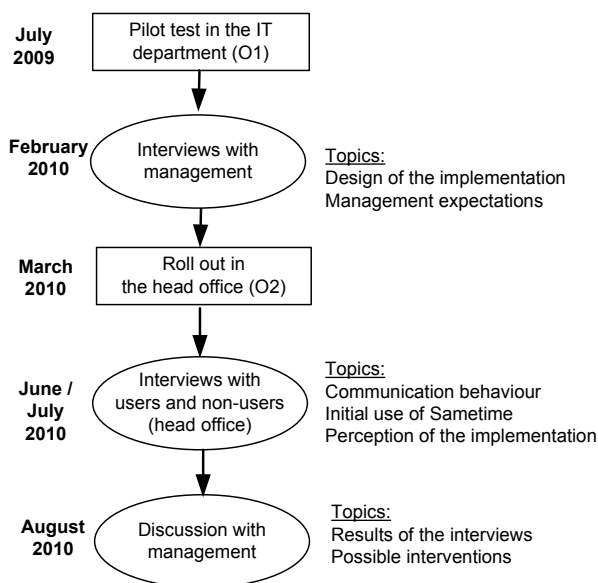 July
2009
Pilot test in the IT
department (O1)
February
2010
Interviews with
management
Topics:
Design of the implementation
Management expectations
March
2010
Roll out in
the head office (O2)
June /
July
2010
Interviews with
users and non-users
(head office)
Topics:
Communication behaviour
Initial use of Sametime
Perception of the implementation
August
2010
Discussion with
management
Topics:
Results of the interviews
Possible interventions